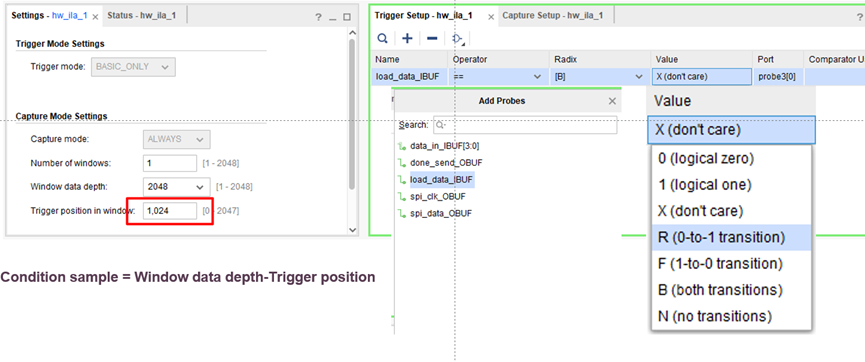 Settings - hw_ila_1 × Status - hw_ila_1 ?
Trigger Mode Settings
Trigger mode: BASIC_ONLY
Capture Mode Settings
Capture mode: ALWAYS
Number of windows: 1 [1 - 2048]
Window data depth: 2048 [1 - 2048]
Trigger position in window: 1,024 [0 - 2047]
Condition sample = Window data depth-Trigger position
Trigger Setup - hw_ila_1 × Capture Setup - hw_ila_1 ?
Name Operator Radix Value Port Comparator U
load_data_IBUF == [B] X (don't care) probe3[0]
Add Probes
Search: Q-
data_in_IBUF[3:0]
done_send_OBUF
load_data_IBUF
spi_clk_OBUF
spi_data_OBUF
Value
X (don't care)
0 (logical zero)
1 (logical one)
X (don't care)
R (0-to-1 transition)
F (1-to-0 transition)
B (both transitions)
N (no transitions)